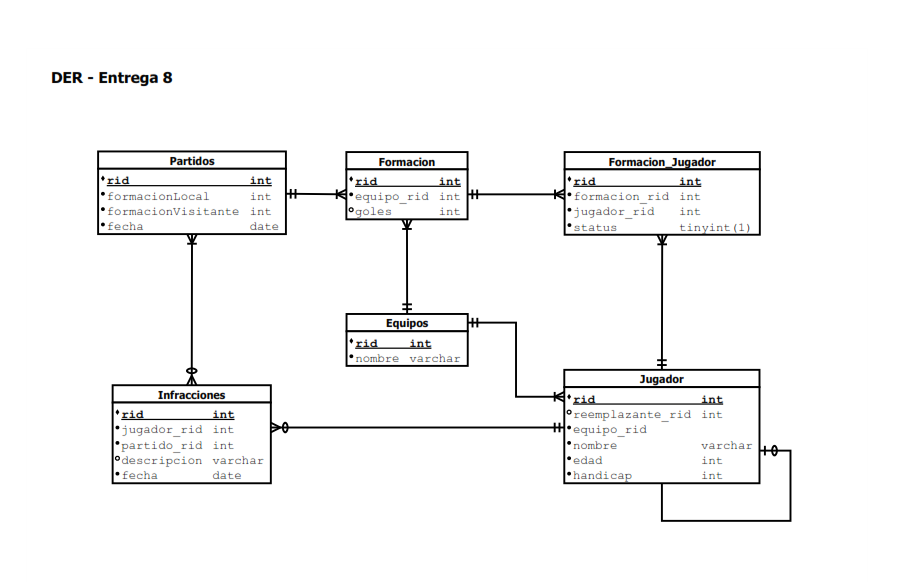 DER - Entrega 8
Partidos
rid int
formacionLocal int
formacionVisitante int
fecha date
Formacion
rid int
equipo_rid int
goles int
Formacion_Jugador
rid int
formacion_rid int
jugador_rid int
status tinyint(1)
Equipos
rid int
nombre varchar
Infracciones
rid int
jugador_rid int
partido_rid int
descripcion varchar
fecha date
Jugador
rid int
reemplazante_rid int
equipo_rid
nombre varchar
edad int
handicap int